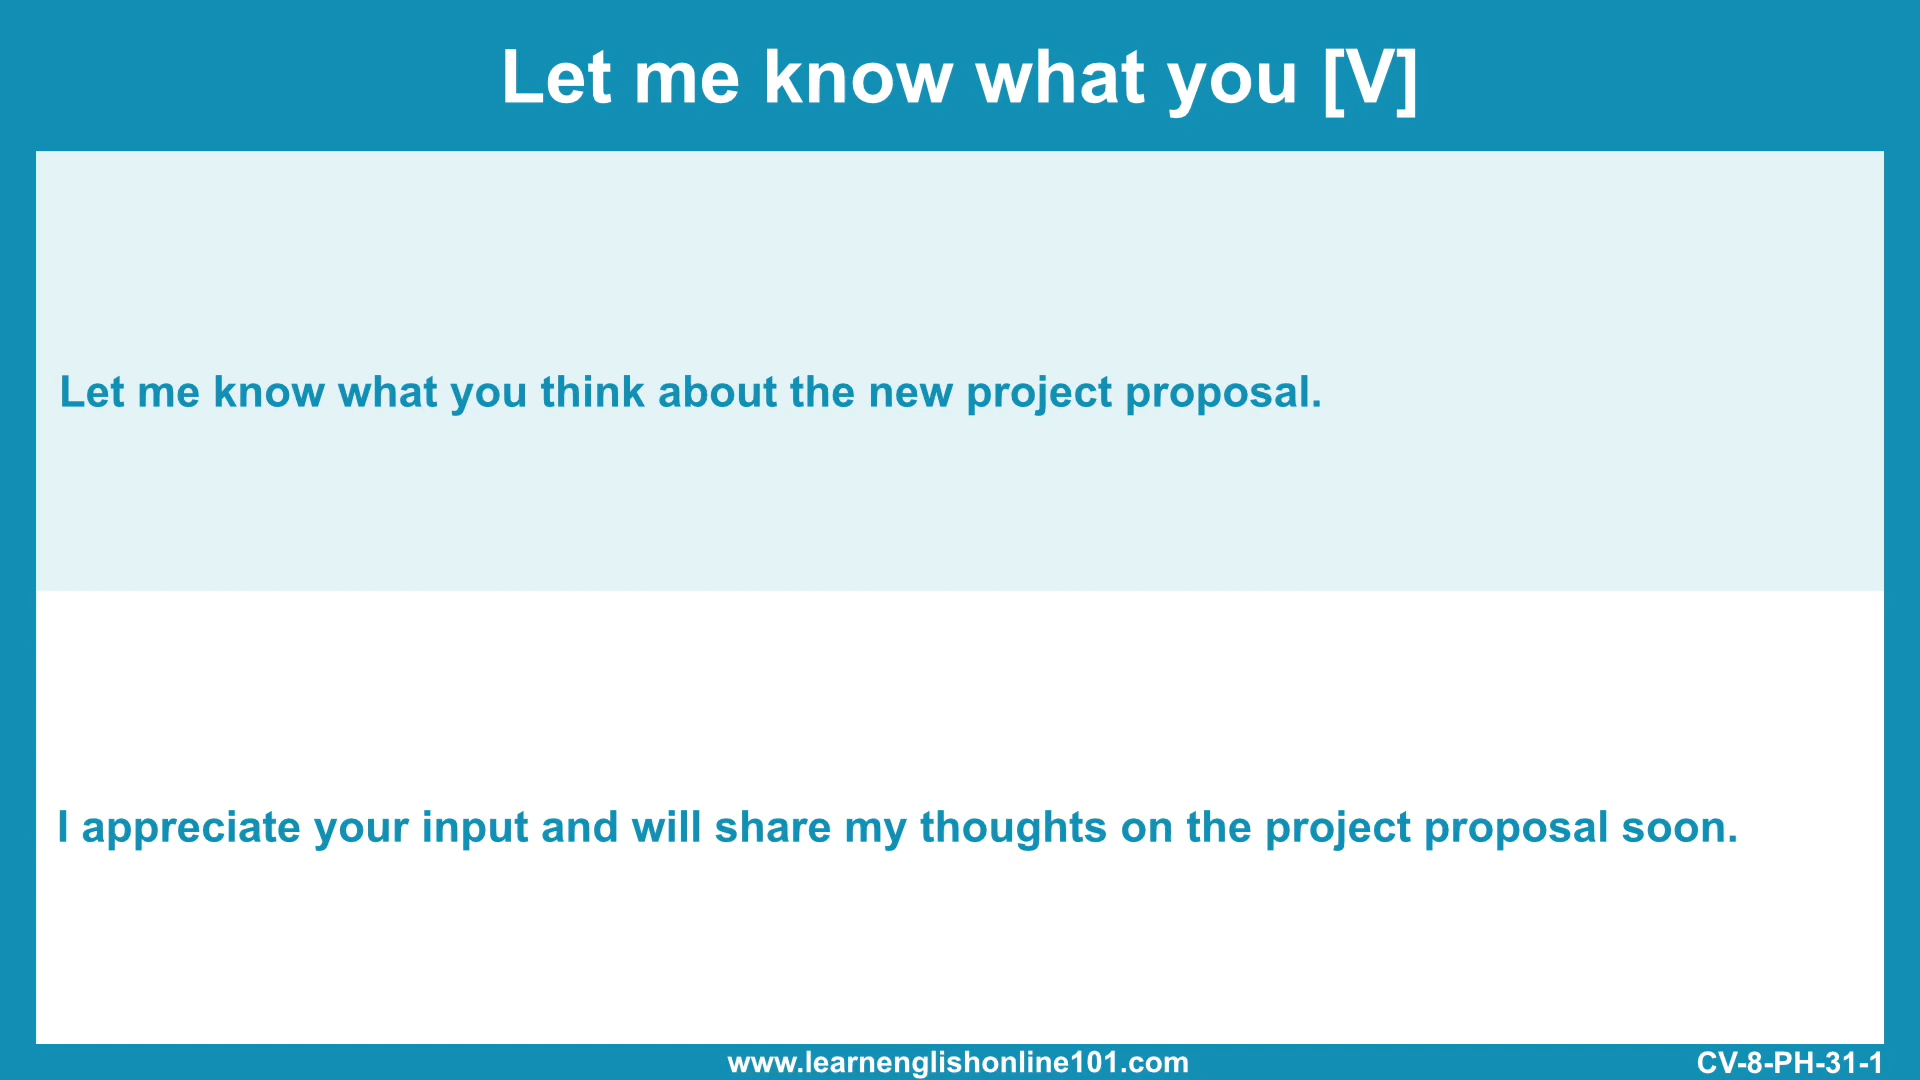 Let me know what you [V]
Let me know what you think about the new project proposal.
I appreciate your input and will share my thoughts on the project proposal soon.
www.learnenglishonline101.com
CV-8-PH-31-1